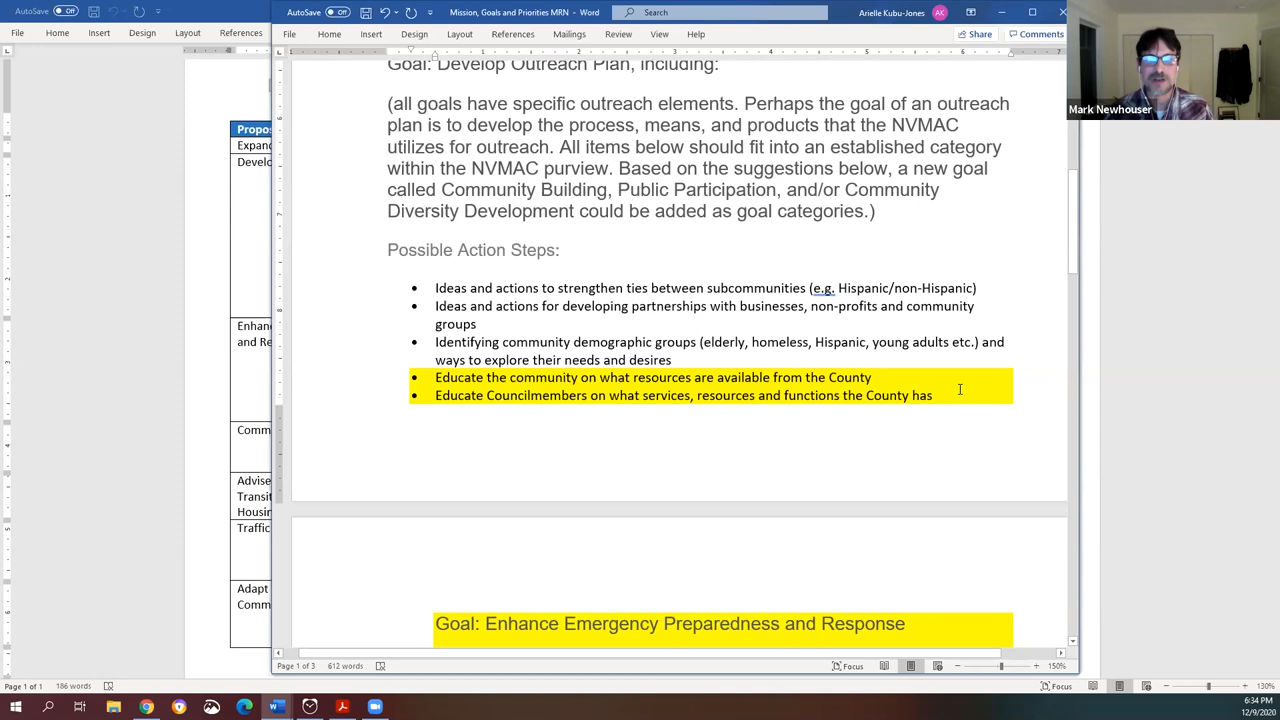 AutoSave Off
File Home Insert Design Layout References
Propos
Expan
Develo
Enhan
and Re
Comm
Advise
Transit
Housin
Traffic
Adapt
Comm
Page 1 of 1 186 words
AutoSave Off Mission, Goals and Priorities MRN - Word Search Arielle Kubu-Jones AK
File Home Insert Draw Design Layout References Mailings Review View Help Share Comments
Goal: Develop Outreach Plan, including:
(all goals have specific outreach elements. Perhaps the goal of an outreach
plan is to develop the process, means, and products that the NVMAC
utilizes for outreach. All items below should fit into an established category
within the NVMAC purview. Based on the suggestions below, a new goal
called Community Building, Public Participation, and/or Community
Diversity Development could be added as goal categories.)
Possible Action Steps:
• Ideas and actions to strengthen ties between subcommunities (e.g. Hispanic/non-Hispanic)
• Ideas and actions for developing partnerships with businesses, non-profits and community
groups
• Identifying community demographic groups (elderly, homeless, Hispanic, young adults etc.) and
ways to explore their needs and desires
• Educate the community on what resources are available from the County
• Educate Councilmembers on what services, resources and functions the County has
Goal: Enhance Emergency Preparedness and Response
Page 1 of 3 612 words Focus 150%
Focus 130%
Mark Newhouser
6:34 PM
12/9/2020